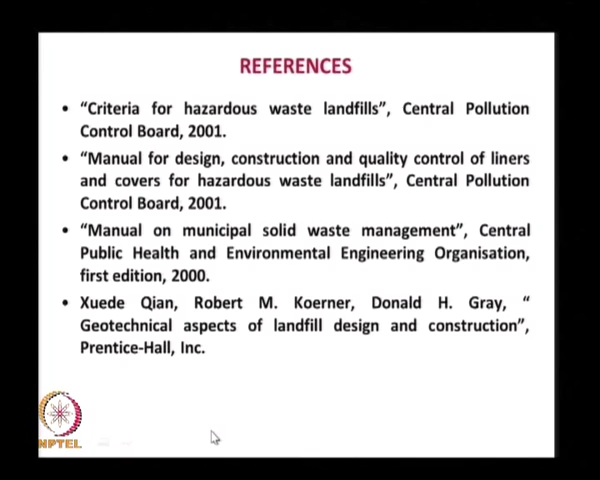 REFERENCES
• “Criteria for hazardous waste landfills”, Central Pollution
Control Board, 2001.
• “Manual for design, construction and quality control of liners
and covers for hazardous waste landfills”, Central Pollution
Control Board, 2001.
• “Manual on municipal solid waste management”, Central
Public Health and Environmental Engineering Organisation,
first edition, 2000.
• Xuede Qian, Robert M. Koerner, Donald H. Gray, “
Geotechnical aspects of landfill design and construction”,
Prentice-Hall, Inc.
NPTEL